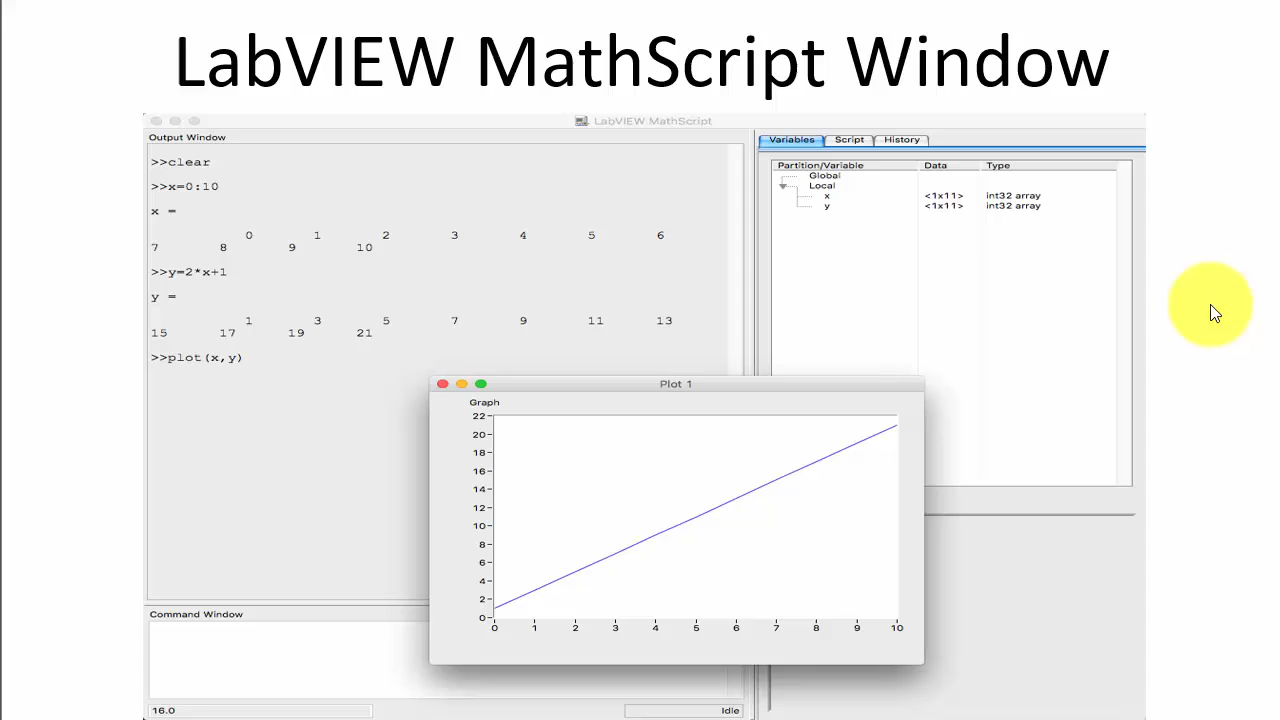 LabVIEW MathScript Window
LabVIEW MathScript
Output Window
>>clear
>>x=0:10
x =
0 1 2 3 4 5 6
7 8 9 10
>>y=2*x+1
y =
1 3 5 7 9 11 13
15 17 19 21
>>plot(x,y)
Variables Script History
Partition/Variable Data Type
Global
Local
x <1x11> int32 array
y <1x11> int32 array
Plot 1
Graph
22
20
18
16
14
12
10
8
6
4
2
0
0 1 2 3 4 5 6 7 8 9 10
Command Window
16.0 Idle